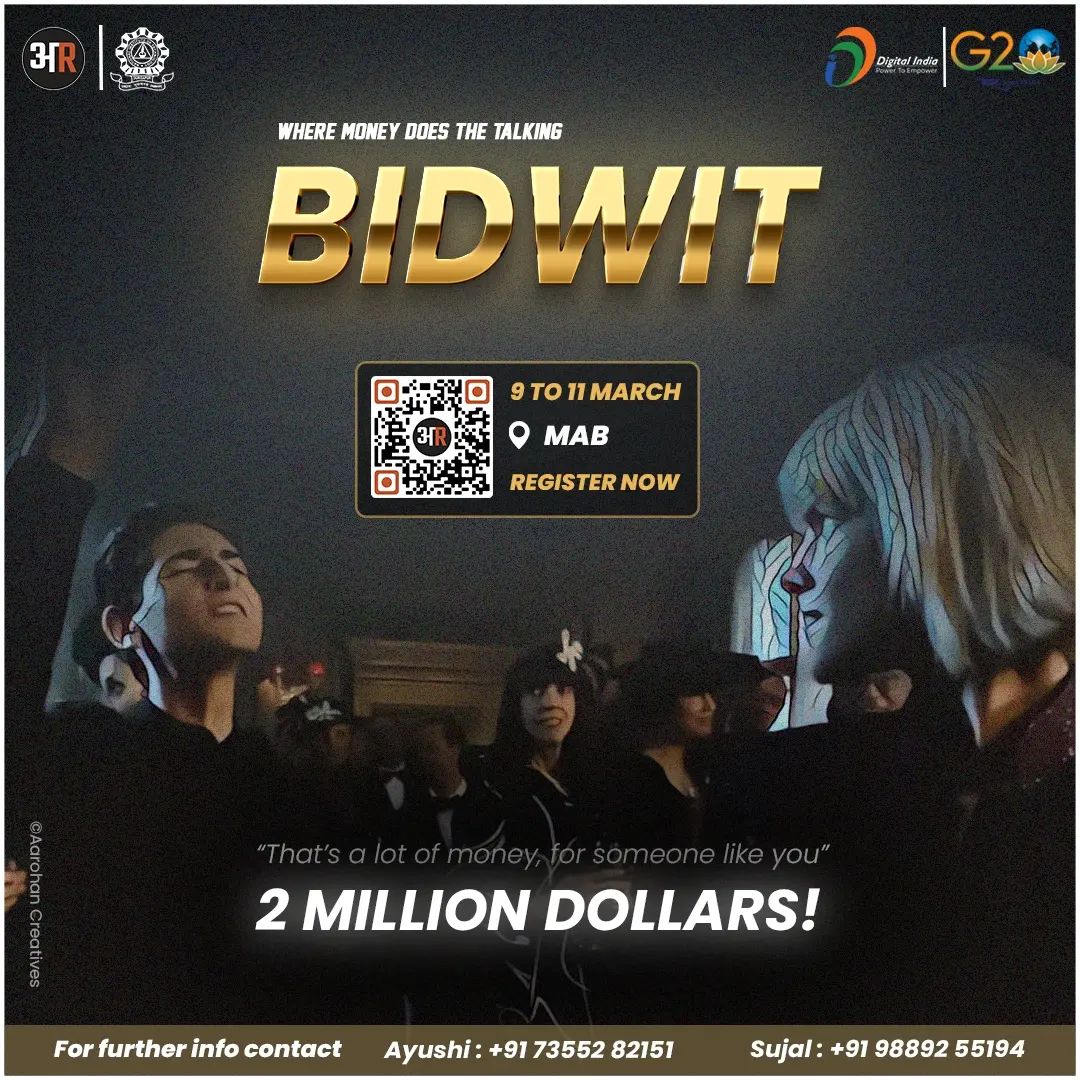 अR
Digital India
Power To Empower
G20
WHERE MONEY DOES THE TALKING
BIDWIT
9 TO 11 MARCH
अR
MAB
REGISTER NOW
“That’s a lot of money, for someone like you”
2 MILLION DOLLARS!
©Aarohan Creatives
For further info contact
Ayushi : +91 73552 82151
Sujal : +91 98892 55194